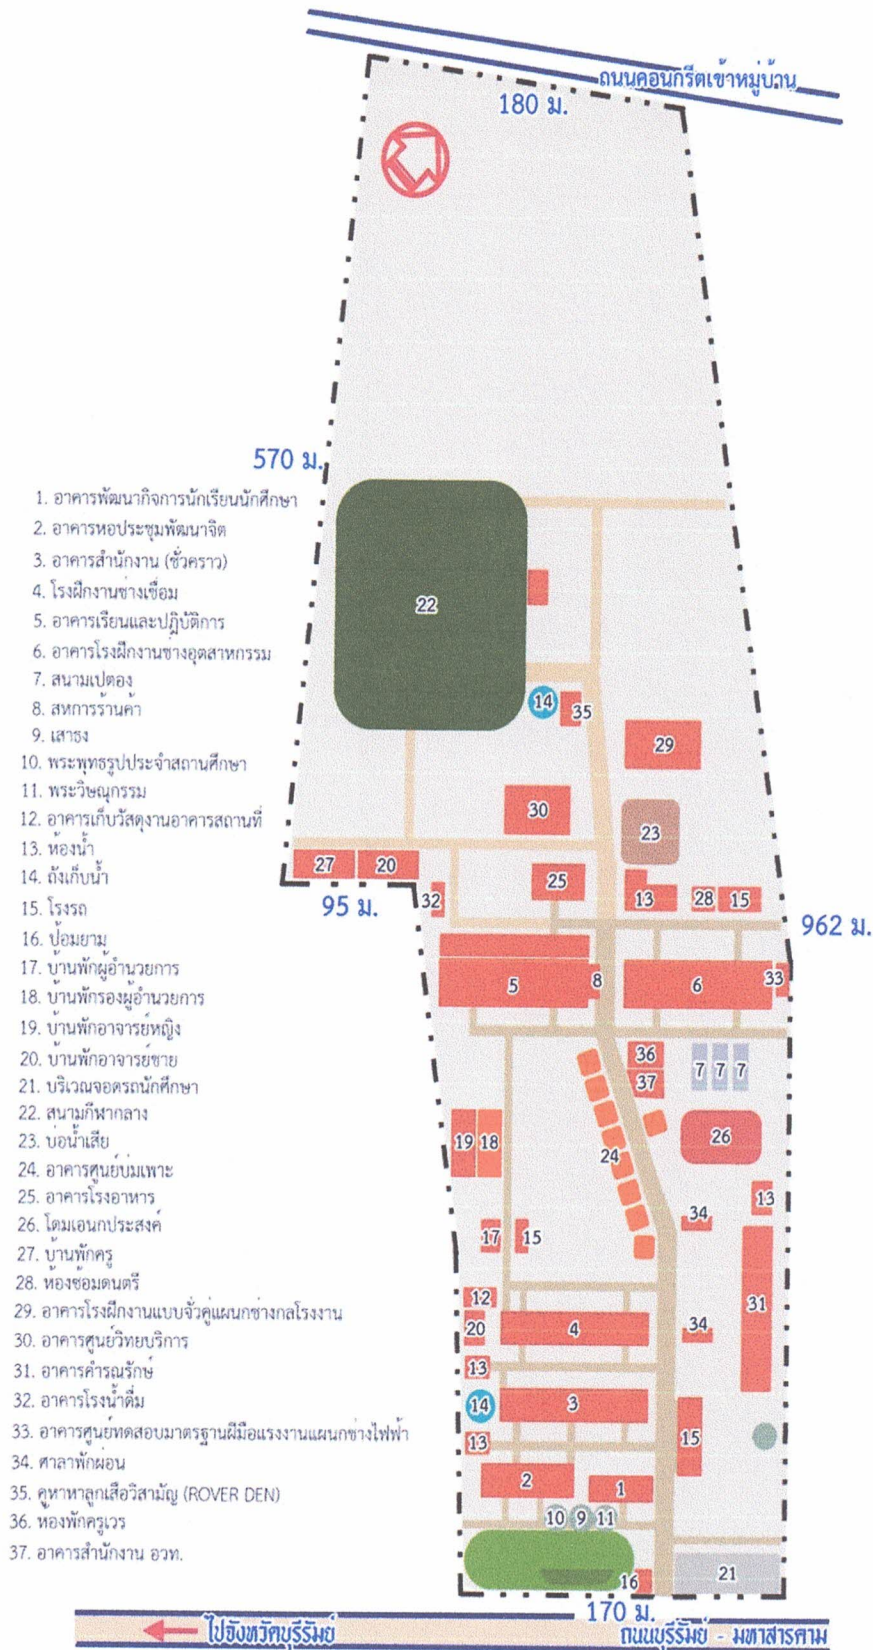 ถนนคอนกรีตเข้าหมู่บ้าน
180 ม.
570 ม.
1. อาคารพัฒนากิจการนักเรียนนักศึกษา
2. อาคารหอประชุมพัฒนาจิต
3. อาคารสำนักงาน (ชั่วคราว)
4. โรงฝึกงานช่างเชื่อม
5. อาคารเรียนและปฏิบัติการ
6. อาคารโรงฝึกงานช่างอุตสาหกรรม
7. สนามเปตอง
8. สหการร้านค้า
9. เสาธง
10. พระพุทธรูปประจำสถานศึกษา
11. พระวิษณุกรรม
12. อาคารเก็บวัสดุงานอาคารสถานที่
13. ห้องน้ำ
14. ถังเก็บน้ำ
15. โรงรถ
16. ป้อมยาม
17. บ้านพักผู้อำนวยการ
18. บ้านพักรองผู้อำนวยการ
19. บ้านพักอาจารย์หญิง
20. บ้านพักอาจารย์ชาย
21. บริเวณจอดรถนักศึกษา
22. สนามกีฬากลาง
23. บ่อน้ำเสีย
24. อาคารศูนย์บ่มเพาะ
25. อาคารโรงอาหาร
26. โดมเอนกประสงค์
27. บ้านพักครู
28. ห้องซ้อมดนตรี
29. อาคารโรงฝึกงานแบบจั่วคู่แผนกช่างกลโรงงาน
30. อาคารศูนย์วิทยบริการ
31. อาคารคำรณรักษ์
32. อาคารโรงน้ำดื่ม
33. อาคารศูนย์ทดสอบมาตรฐานฝีมือแรงงานแผนกช่างไฟฟ้า
34. ศาลาพักผ่อน
35. คูหาหาลูกเสือวิสามัญ (ROVER DEN)
36. ห้องพักครูเวร
37. อาคารสำนักงาน อวท.
22
14
35
29
30
23
27
20
25
32
13
28
15
95 ม.
962 ม.
5
8
6
33
36
37
7
7
7
24
26
19
18
13
34
17
15
31
12
20
4
34
13
14
3
15
13
2
1
10
9
11
16
21
170 ม.
ไปจังหวัดบุรีรัมย์
ถนนบุรีรัมย์ - มหาสารคาม